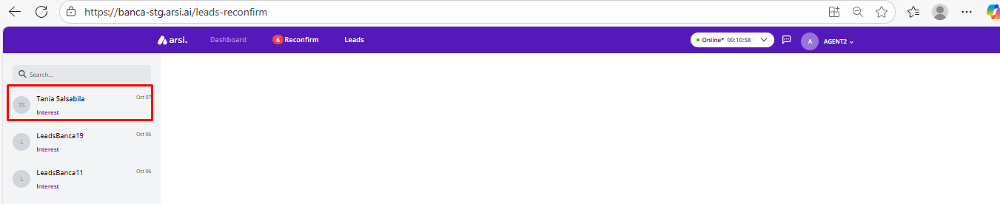 https://banca-stg.arsi.ai/leads-reconfirm
arsi. Dashboard 6 Reconfirm Leads Online* 00:10:58 A AGENT2
Search...
TS Tania Salsabila Oct 07
Interest
L LeadsBanca19 Oct 06
Interest
L LeadsBanca11 Oct 06
Interest